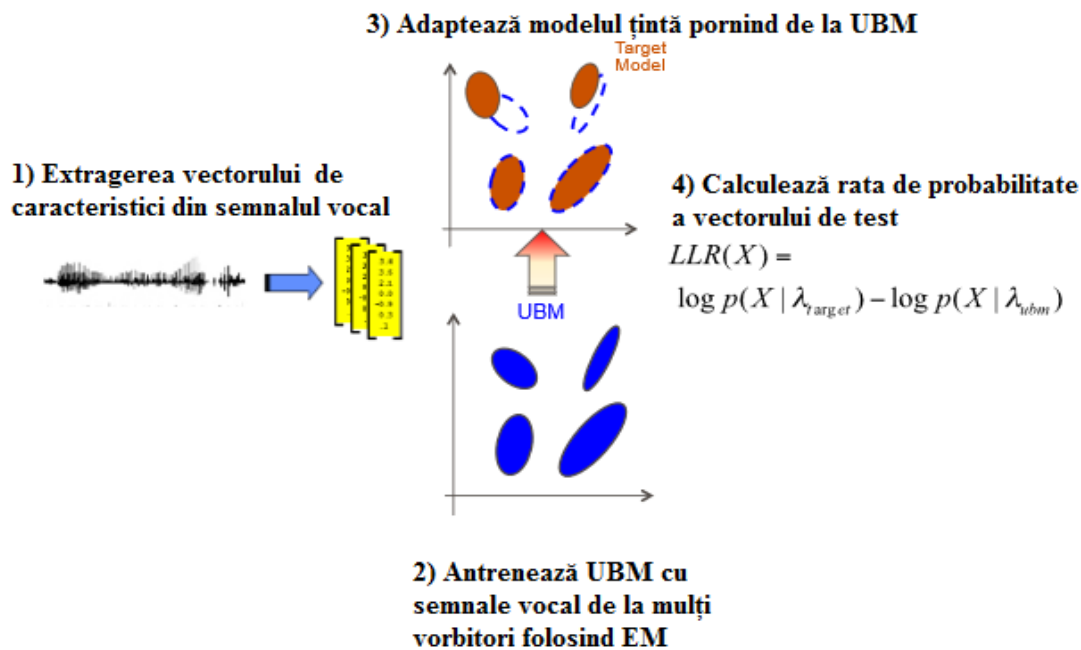 3) Adaptează modelul țintă pornind de la UBM
Target
Model
1) Extragerea vectorului de
caracteristici din semnalul vocal
4) Calculează rata de probabilitate
a vectorului de test
LLR(X) =
log p(X | λ_target) − log p(X | λ_ubm)
UBM
2) Antrenează UBM cu
semnale vocal de la mulți
vorbitori folosind EM